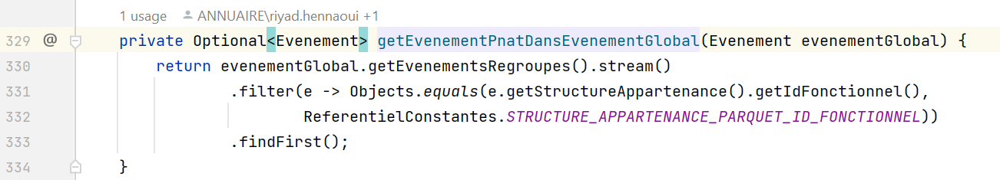 1 usage ANNUAIRE\riyad.hennaoui +1
329 @ private Optional<Evenement> getEvenementPnatDansEvenementGlobal(Evenement evenementGlobal) {
330 return evenementGlobal.getEvenementsRegroupes().stream()
331 .filter(e -> Objects.equals(e.getStructureAppartenance().getIdFonctionnel(),
332 ReferentielConstantes.STRUCTURE_APPARTENANCE_PARQUET_ID_FONCTIONNEL))
333 .findFirst();
334 }